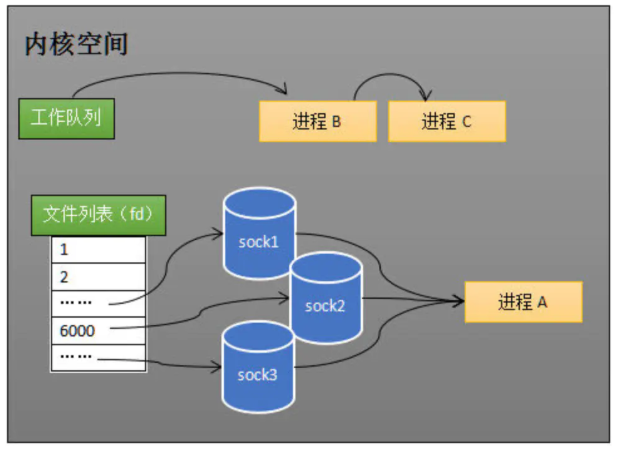 内核空间
工作队列
进程 B
进程 C
文件列表（fd）
1
2
……
6000
……
sock1
sock2
sock3
进程 A